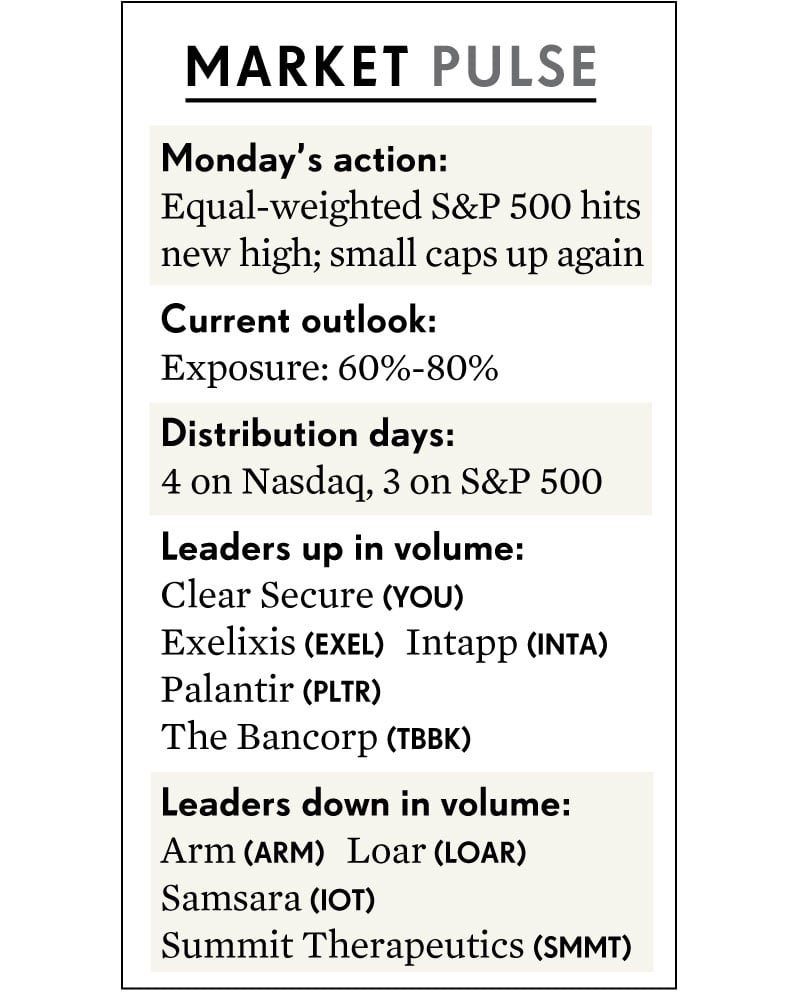 MARKET PULSE
Monday’s action:
Equal-weighted S&P 500 hits
new high; small caps up again
Current outlook:
Exposure: 60%-80%
Distribution days:
4 on Nasdaq, 3 on S&P 500
Leaders up in volume:
Clear Secure (YOU)
Exelixis (EXEL) Intapp (INTA)
Palantir (PLTR)
The Bancorp (TBBK)
Leaders down in volume:
Arm (ARM) Loar (LOAR)
Samsara (IOT)
Summit Therapeutics (SMMT)